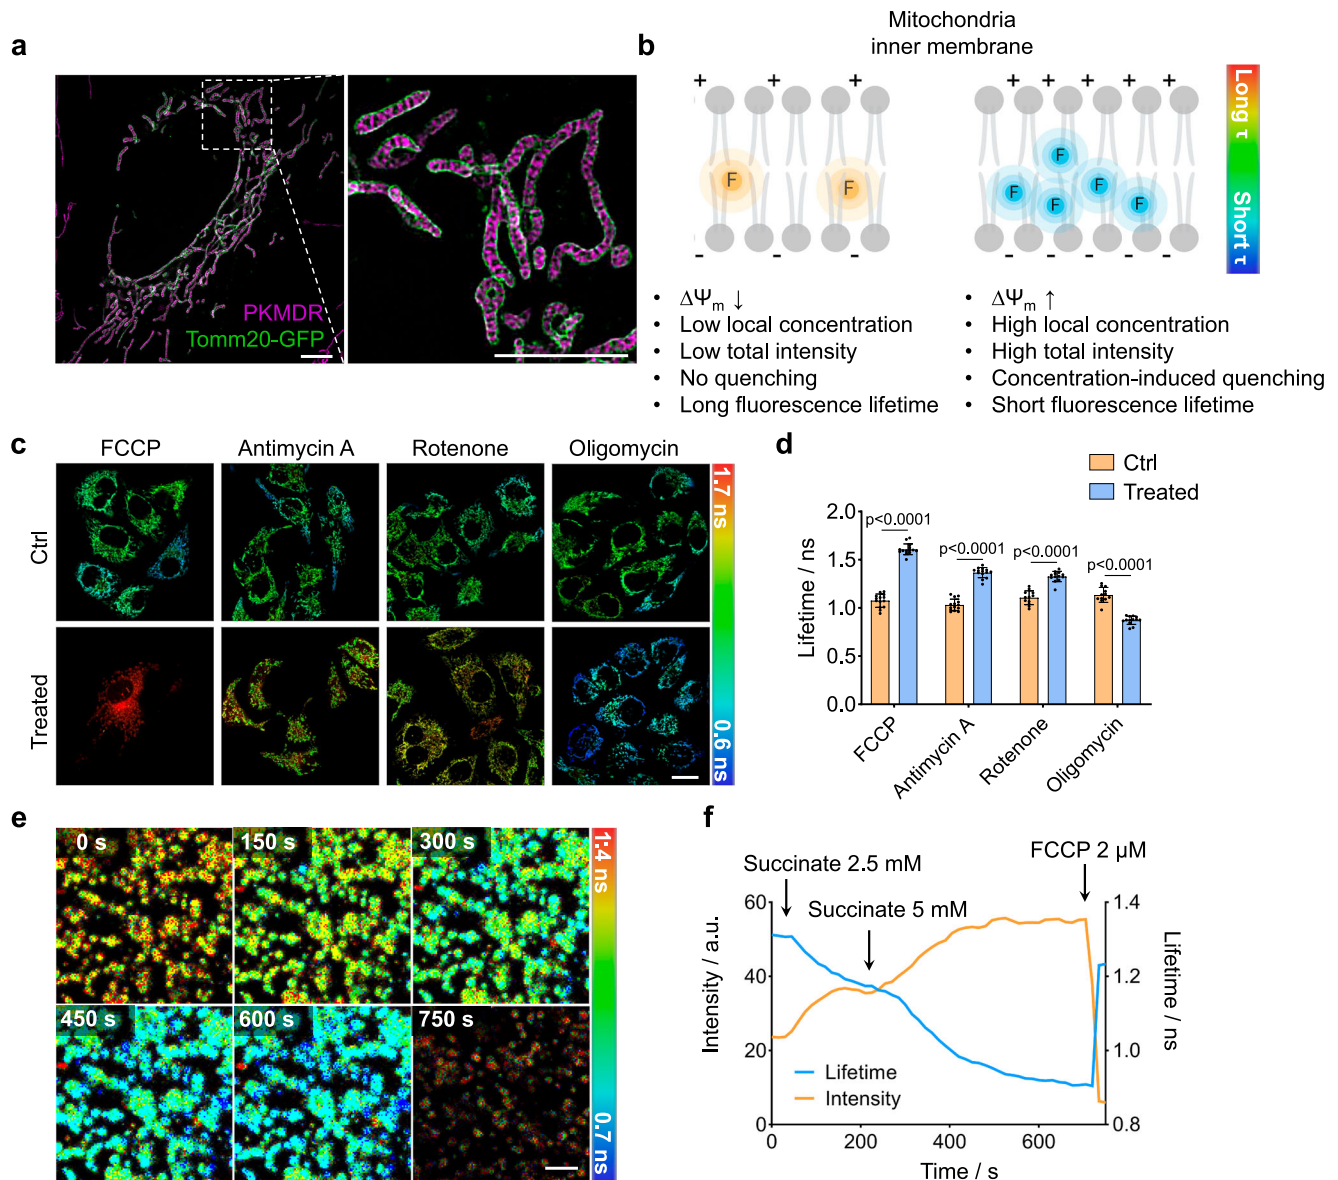 a
PKMDR
Tomm20-GFP
b
Mitochondria
inner membrane
+ + +
+ + + + +
F F
F F F F F
- - -
- - - - -
Long τ
Short τ
• ΔΨm ↓
• Low local concentration
• Low total intensity
• No quenching
• Long fluorescence lifetime
• ΔΨm ↑
• High local concentration
• High total intensity
• Concentration-induced quenching
• Short fluorescence lifetime
c
FCCP Antimycin A Rotenone Oligomycin
Ctrl
Treated
1.7 ns
0.6 ns
d
Ctrl
Treated
Lifetime / ns
2.0
1.5
1.0
0.5
0.0
p<0.0001
p<0.0001
p<0.0001
p<0.0001
FCCP
Antimycin A
Rotenone
Oligomycin
e
0 s 150 s 300 s
450 s 600 s 750 s
1.4 ns
0.7 ns
f
Succinate 2.5 mM
Succinate 5 mM
FCCP 2 µM
Intensity / a.u.
60
40
20
0
Lifetime
Intensity
1.4
1.2
1.0
0.8
Lifetime / ns
0 200 400 600
Time / s